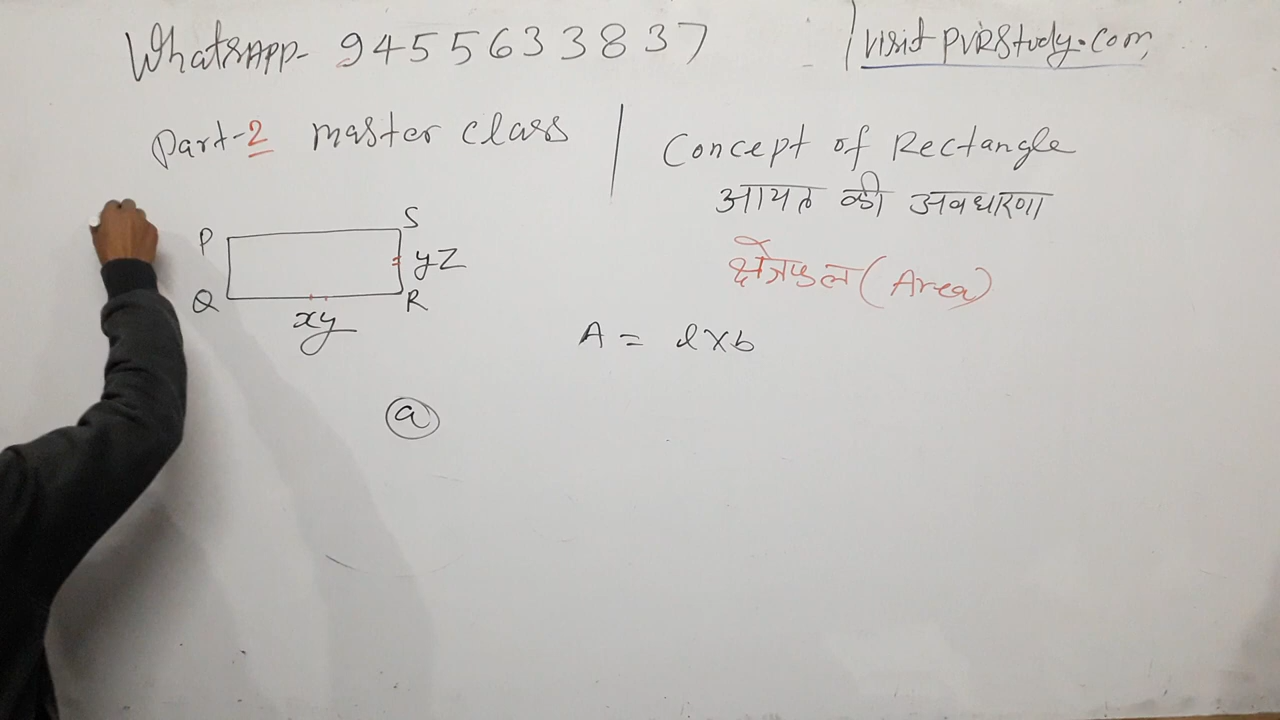 WhatsAPP- 9455633837
visit PVRStudy.com
Part-2 master class
Concept of Rectangle
आयत की अवधारणा
क्षेत्रफल (Area)
P
S
yz
Q
R
xy
A = l×b
a